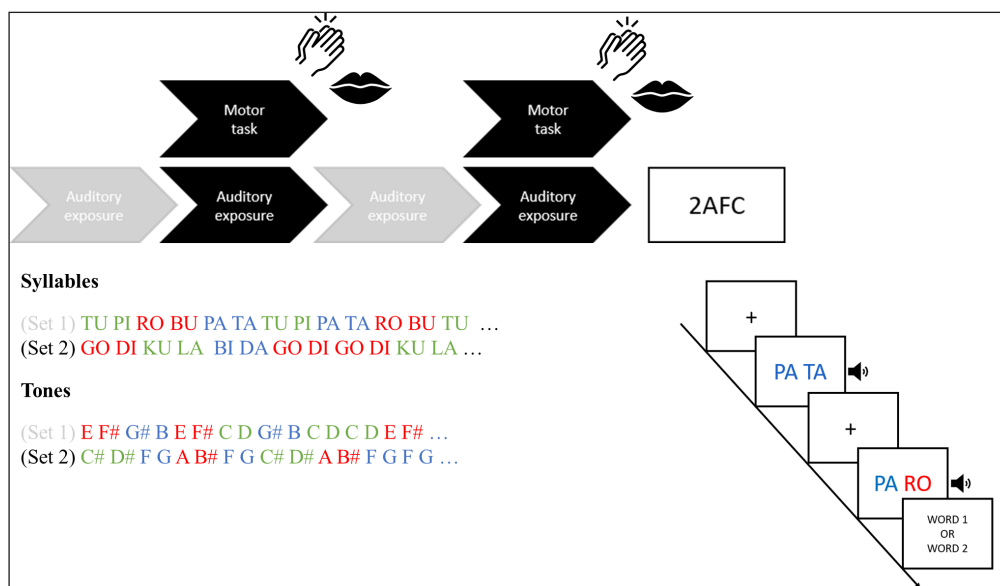 Motor
task
Motor
task
Auditory
exposure
Auditory
exposure
Auditory
exposure
Auditory
exposure
2AFC
Syllables
(Set 1) TU PI RO BU PA TA TU PI PA TA RO BU TU …
(Set 2) GO DI KU LA BI DA GO DI GO DI KU LA …
Tones
(Set 1) E F# G# B E F# C D G# B C D C D E F# …
(Set 2) C# D# F G A B# F G C# D# A B# F G F G …
+
PA TA
+
PA RO
WORD 1
OR
WORD 2